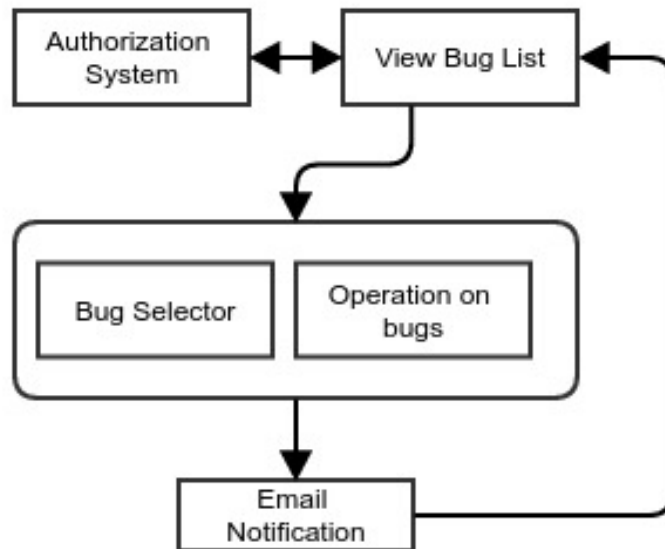 Authorization
System
View Bug List
Bug Selector
Operation on
bugs
Email
Notification